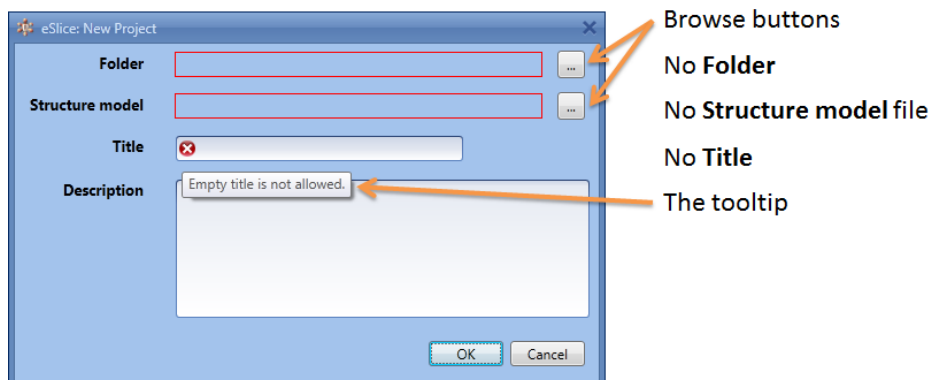 eSlice: New Project
Folder
...
Structure model
...
Title
Empty title is not allowed.
Description
OK
Cancel
Browse buttons
No Folder
No Structure model file
No Title
The tooltip